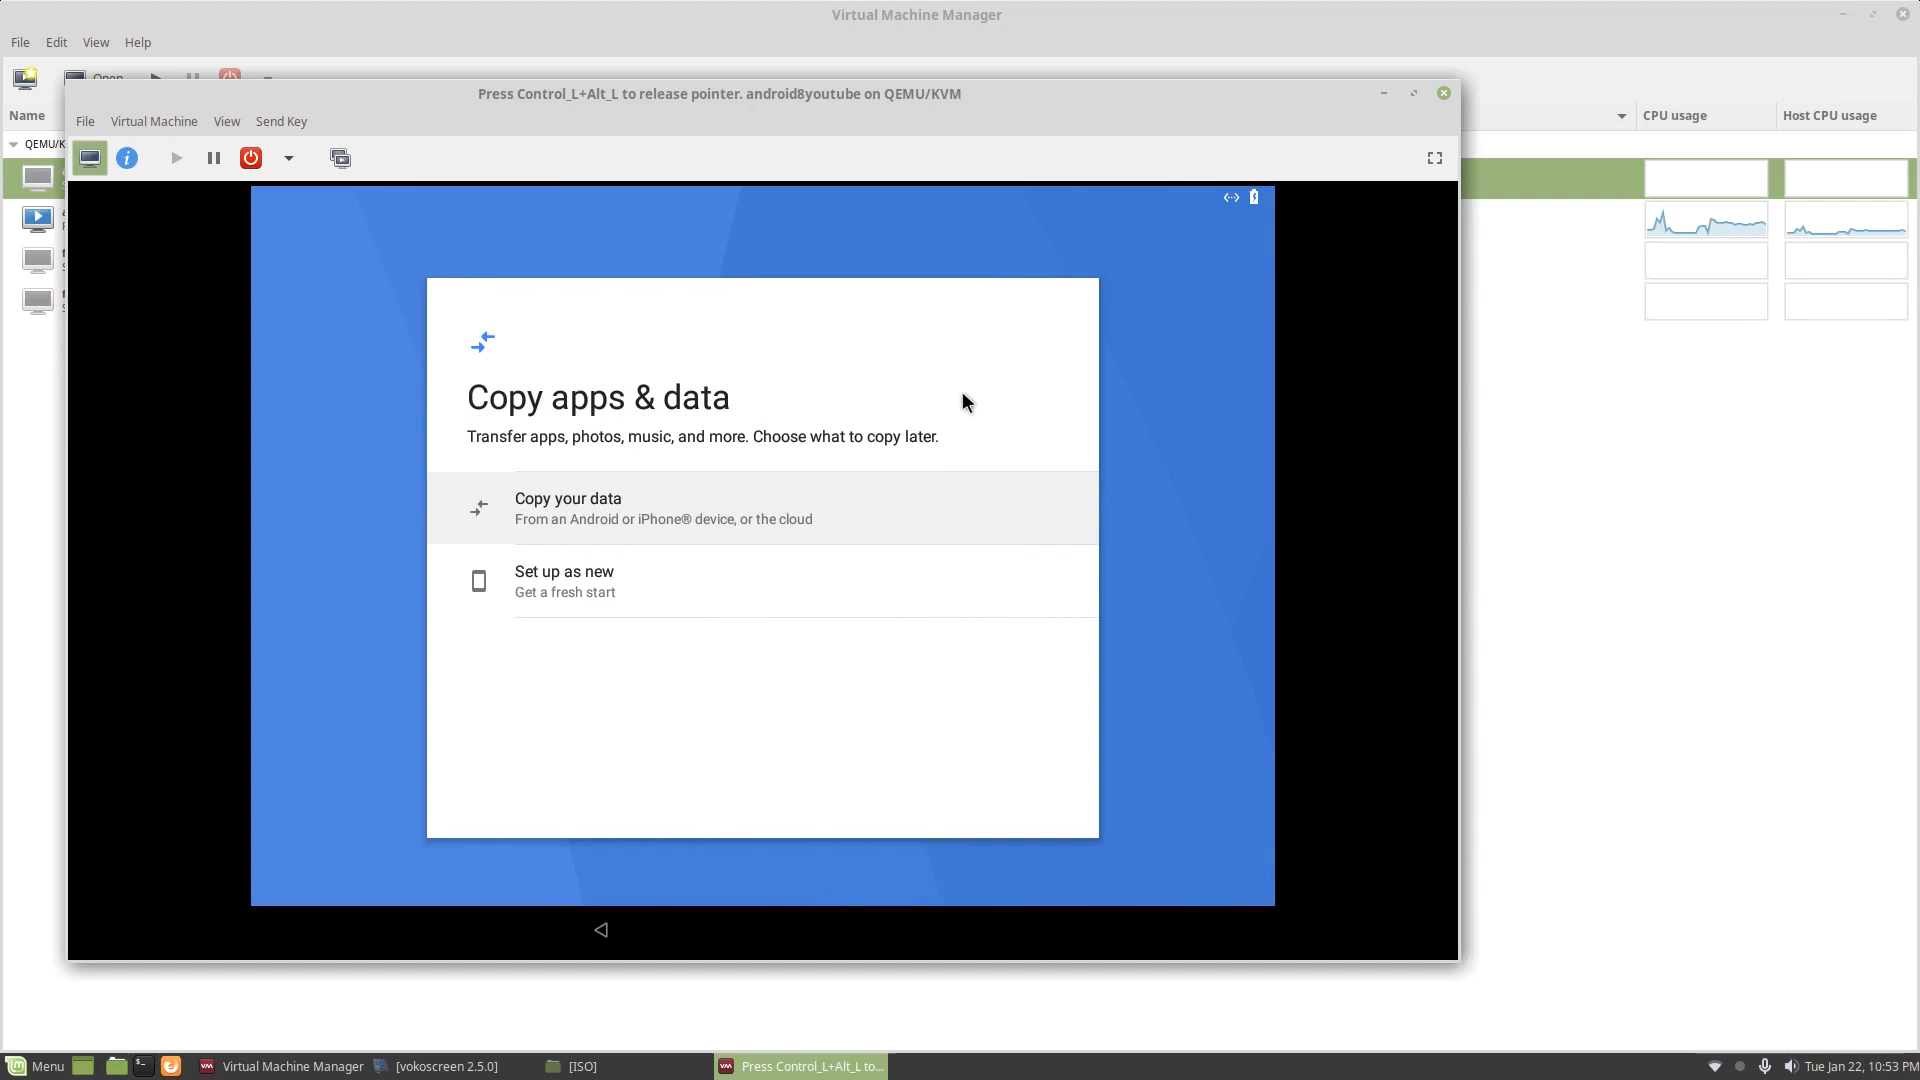 Virtual Machine Manager
File Edit View Help
Open
Name CPU usage Host CPU usage
QEMU/K
Press Control_L+Alt_L to release pointer. android8youtube on QEMU/KVM
File Virtual Machine View Send Key
Copy apps & data
Transfer apps, photos, music, and more. Choose what to copy later.
Copy your data
From an Android or iPhone® device, or the cloud
Set up as new
Get a fresh start
Menu Virtual Machine Manager [vokoscreen 2.5.0] [ISO] Press Control_L+Alt_L to... Tue Jan 22, 10:53 PM